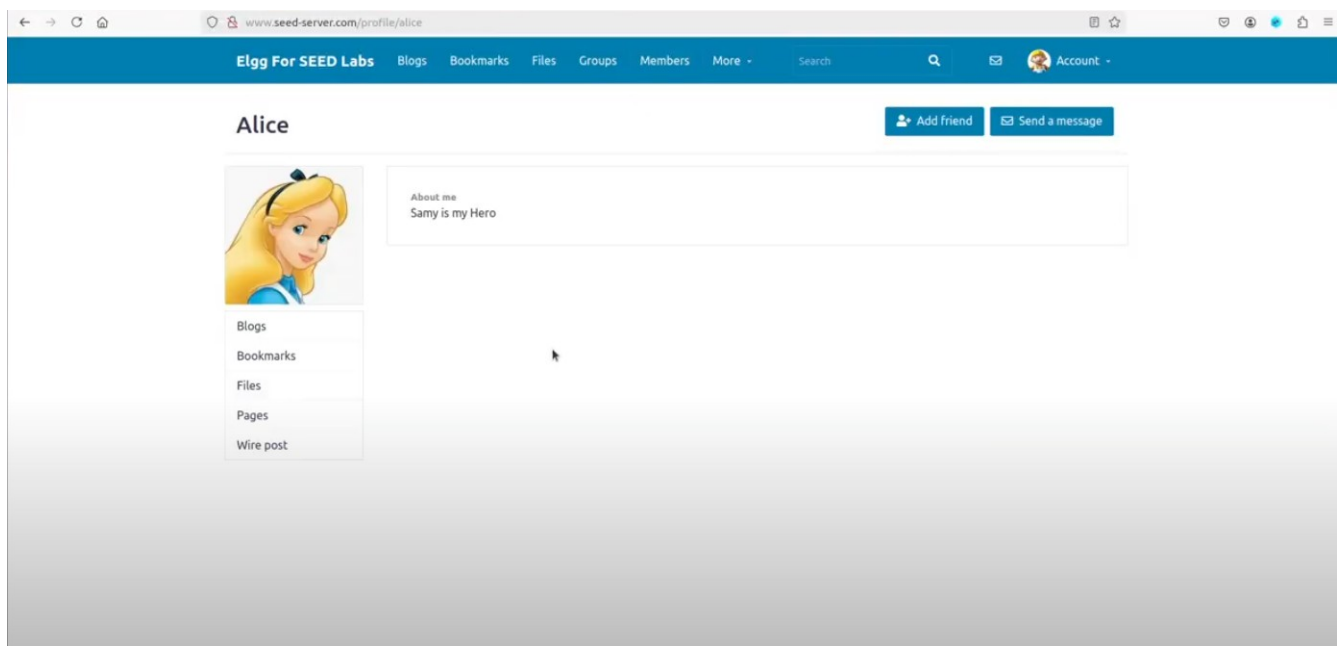 www.seed-server.com/profile/alice
Elgg For SEED Labs Blogs Bookmarks Files Groups Members More Search Account
Alice
Add friend Send a message
About me
Samy is my Hero
Blogs
Bookmarks
Files
Pages
Wire post